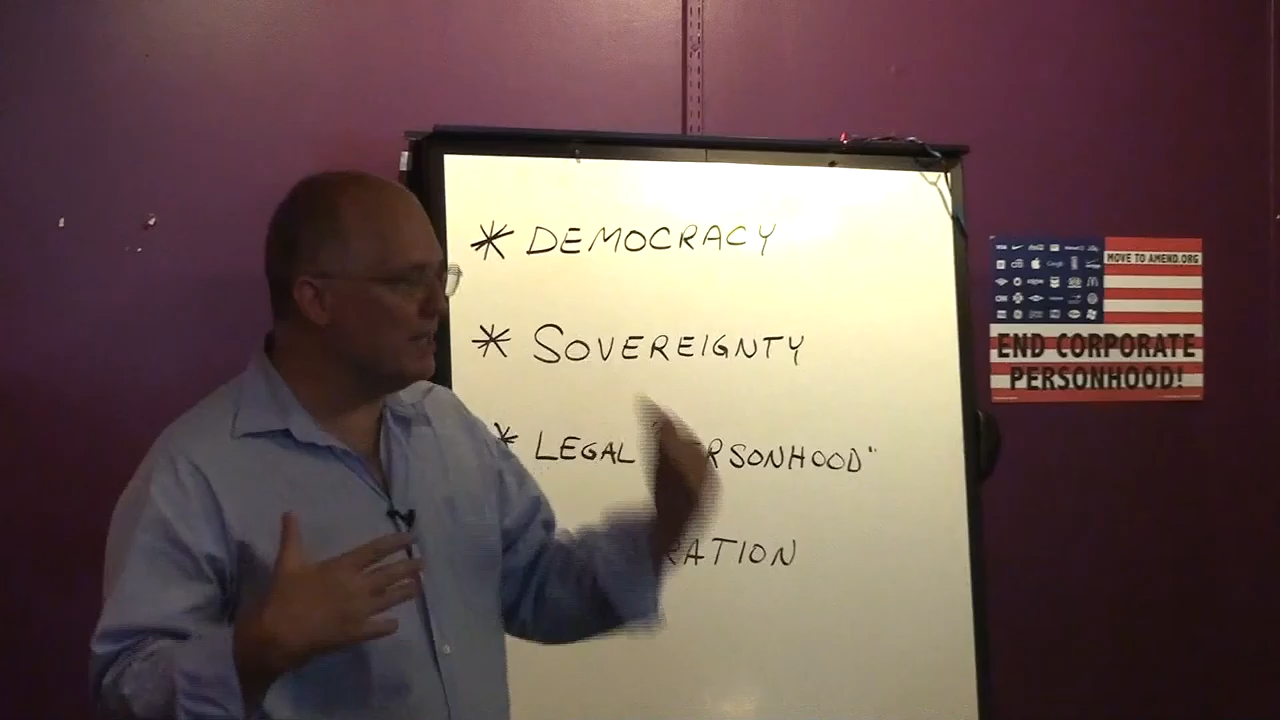 * DEMOCRACY
* SOVEREIGNTY
* LEGAL RSONHOOD"
RATION
MOVE TO AMEND.ORG
END CORPORATE
PERSONHOOD!